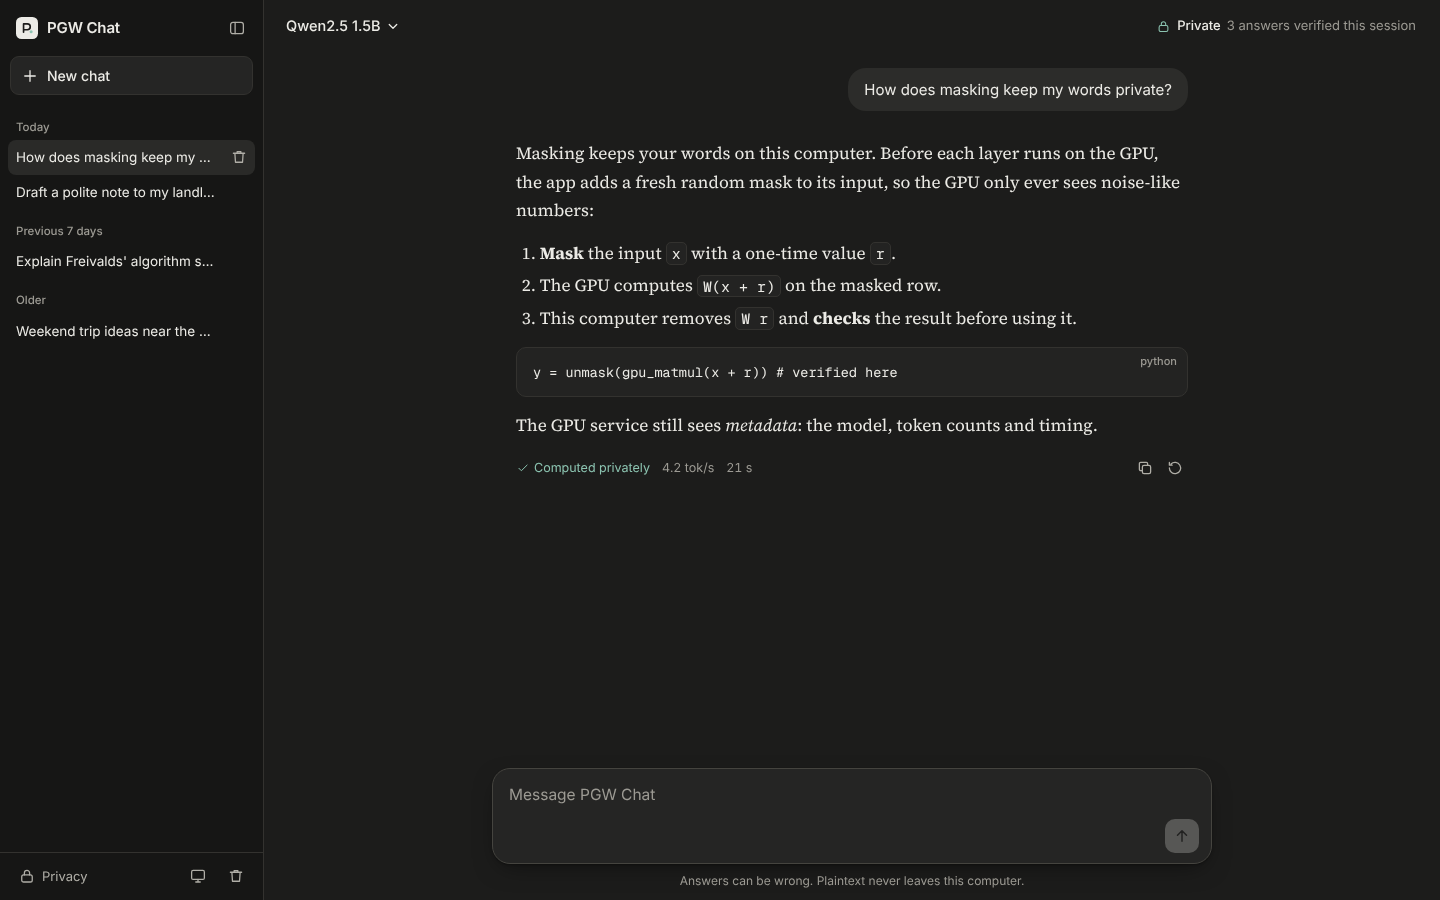 PGW Chat
New chat
Today
How does masking keep my ...
Draft a polite note to my landl...
Previous 7 days
Explain Freivalds' algorithm s...
Older
Weekend trip ideas near the ...
Privacy
Qwen2.5 1.5B
Private 3 answers verified this session
How does masking keep my words private?
Masking keeps your words on this computer. Before each layer runs on the GPU,
the app adds a fresh random mask to its input, so the GPU only ever sees noise-like
numbers:
1. Mask the input x with a one-time value r.
2. The GPU computes W(x + r) on the masked row.
3. This computer removes W r and checks the result before using it.
python
y = unmask(gpu_matmul(x + r)) # verified here
The GPU service still sees metadata: the model, token counts and timing.
Computed privately 4.2 tok/s 21 s
Message PGW Chat
Answers can be wrong. Plaintext never leaves this computer.